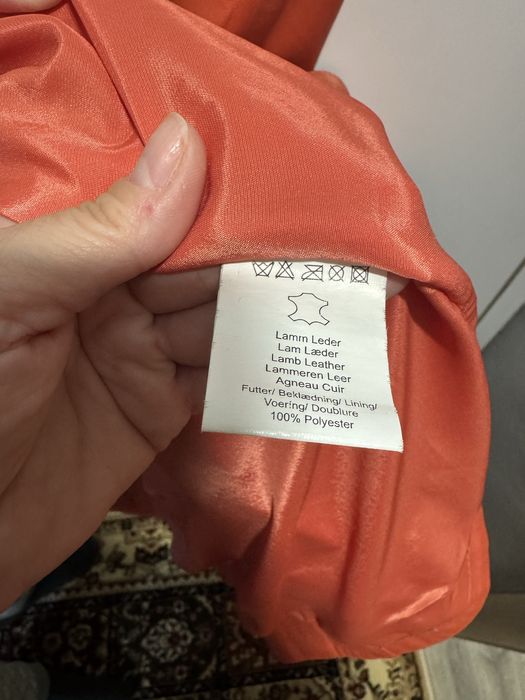 Lamm Leder
Lam Læder
Lamb Leather
Lammeren Leer
Agneau Cuir
Futter/ Beklædning/ Lining/
Voering/ Doublure
100% Polyester